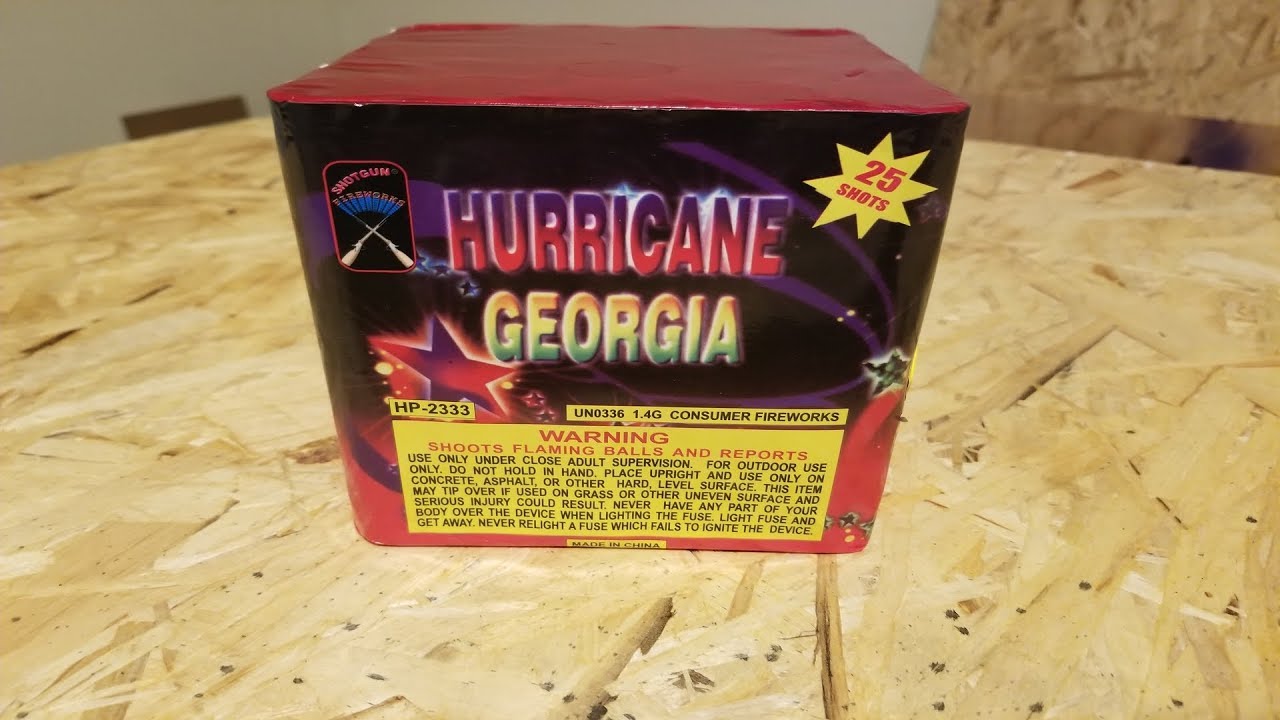 SHOTGUN®
FIREWORKS
25
SHOTS
HURRICANE
GEORGIA
HP-2333
UN0336 1.4G CONSUMER FIREWORKS
WARNING
SHOOTS FLAMING BALLS AND REPORTS
USE ONLY UNDER CLOSE ADULT SUPERVISION. FOR OUTDOOR USE
ONLY. DO NOT HOLD IN HAND. PLACE UPRIGHT AND USE ONLY ON
CONCRETE, ASPHALT, OR OTHER HARD, LEVEL SURFACE. THIS ITEM
MAY TIP OVER IF USED ON GRASS OR OTHER UNEVEN SURFACE AND
SERIOUS INJURY COULD RESULT. NEVER HAVE ANY PART OF YOUR
BODY OVER THE DEVICE WHEN LIGHTING THE FUSE. LIGHT FUSE AND
GET AWAY. NEVER RELIGHT A FUSE WHICH FAILS TO IGNITE THE DEVICE.
MADE IN CHINA